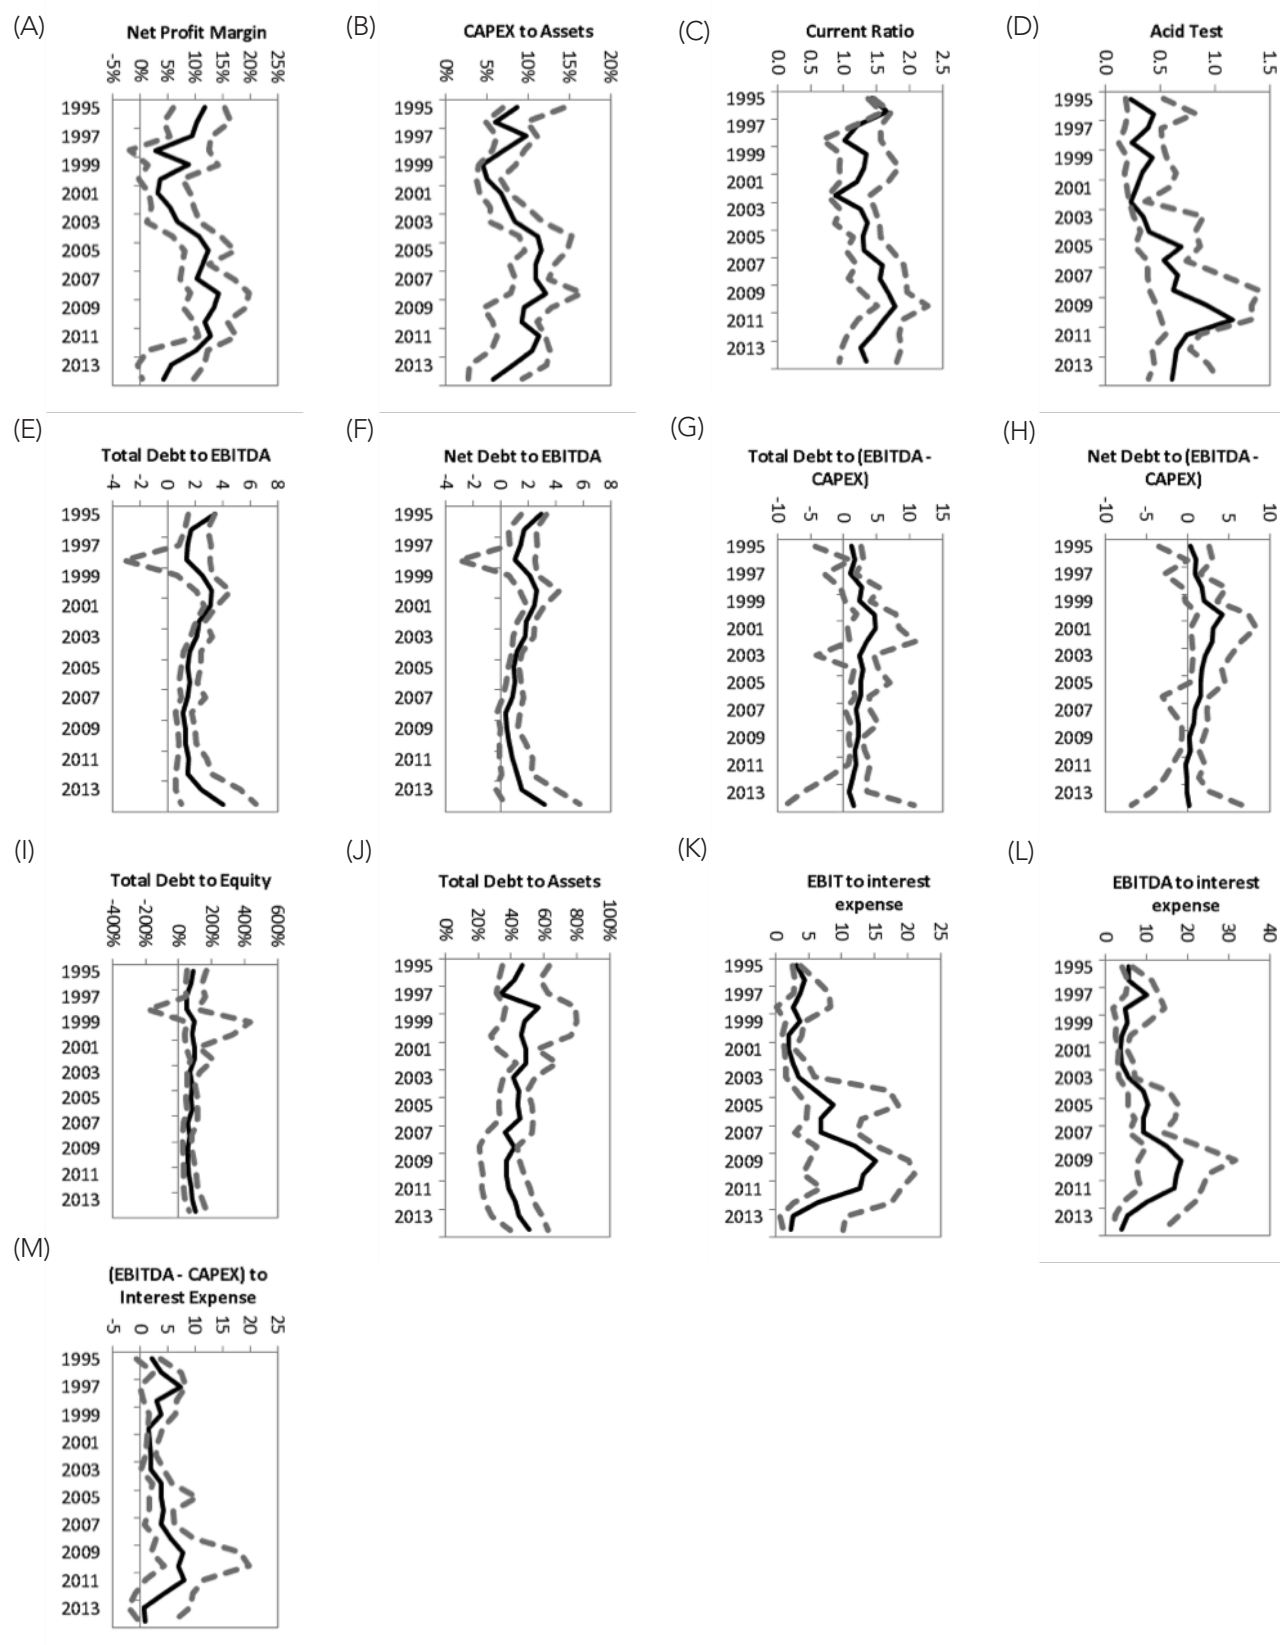 (A)
Net Profit Margin
-5% 0% 5% 10% 15% 20% 25%
1995
1997
1999
2001
2003
2005
2007
2009
2011
2013
(B)
CAPEX to Assets
0% 5% 10% 15% 20%
1995
1997
1999
2001
2003
2005
2007
2009
2011
2013
(C)
Current Ratio
0.0 0.5 1.0 1.5 2.0 2.5
1995
1997
1999
2001
2003
2005
2007
2009
2011
2013
(D)
Acid Test
0.0 0.5 1.0 1.5
1995
1997
1999
2001
2003
2005
2007
2009
2011
2013
(E)
Total Debt to EBITDA
-4 -2 0 2 4 6 8
1995
1997
1999
2001
2003
2005
2007
2009
2011
2013
(F)
Net Debt to EBITDA
-4 -2 0 2 4 6 8
1995
1997
1999
2001
2003
2005
2007
2009
2011
2013
(G)
Total Debt to (EBITDA -
CAPEX)
-10 -5 0 5 10 15
1995
1997
1999
2001
2003
2005
2007
2009
2011
2013
(H)
Net Debt to (EBITDA -
CAPEX)
-10 -5 0 5 10
1995
1997
1999
2001
2003
2005
2007
2009
2011
2013
(I)
Total Debt to Equity
-400% -200% 0% 200% 400% 600%
1995
1997
1999
2001
2003
2005
2007
2009
2011
2013
(J)
Total Debt to Assets
0% 20% 40% 60% 80% 100%
1995
1997
1999
2001
2003
2005
2007
2009
2011
2013
(K)
EBIT to interest
expense
0 5 10 15 20 25
1995
1997
1999
2001
2003
2005
2007
2009
2011
2013
(L)
EBITDA to interest
expense
0 10 20 30 40
1995
1997
1999
2001
2003
2005
2007
2009
2011
2013
(M)
(EBITDA - CAPEX) to
Interest Expense
-5 0 5 10 15 20 25
1995
1997
1999
2001
2003
2005
2007
2009
2011
2013